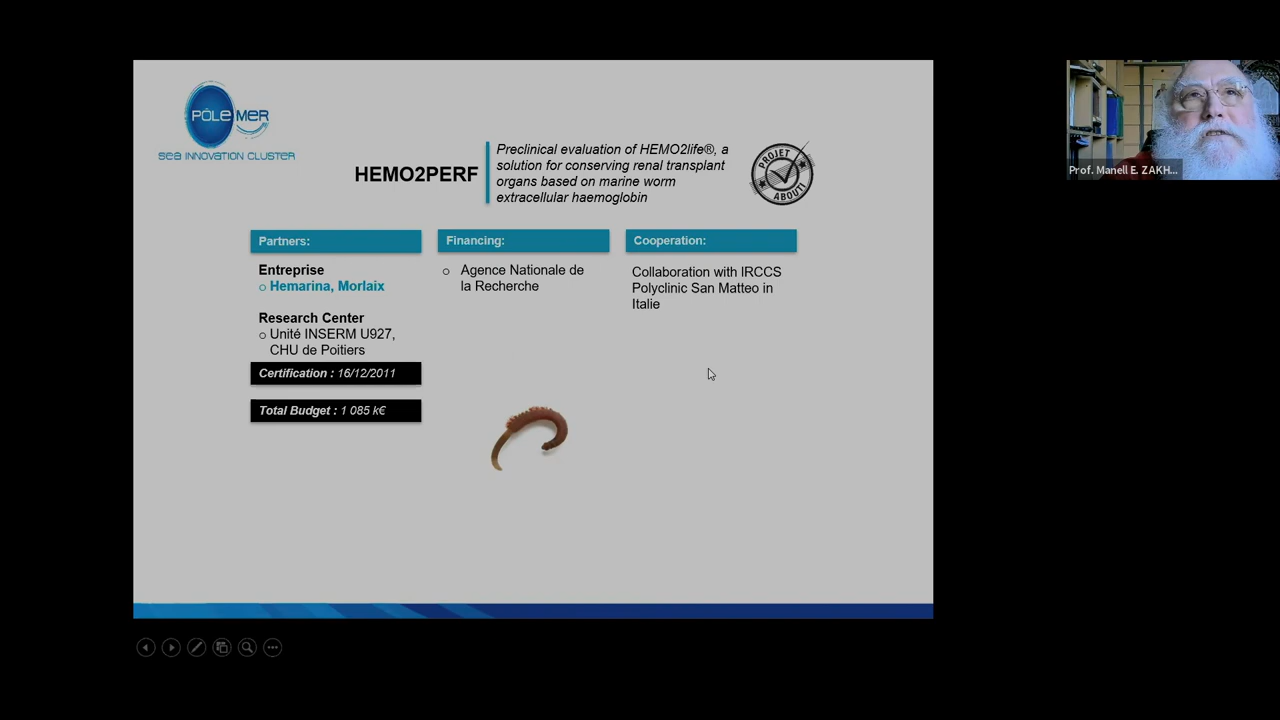 PÔLE MER
SEA INNOVATION CLUSTER
HEMO2PERF
Preclinical evaluation of HEMO2life®, a
solution for conserving renal transplant
organs based on marine worm
extracellular haemoglobin
PROJET
ABOUTI
Partners:
Entreprise
o Hemarina, Morlaix
Research Center
o Unité INSERM U927,
CHU de Poitiers
Certification : 16/12/2011
Total Budget : 1 085 k€
Financing:
o Agence Nationale de
la Recherche
Cooperation:
Collaboration with IRCCS
Polyclinic San Matteo in
Italie
Prof. Manell E. ZAKH...